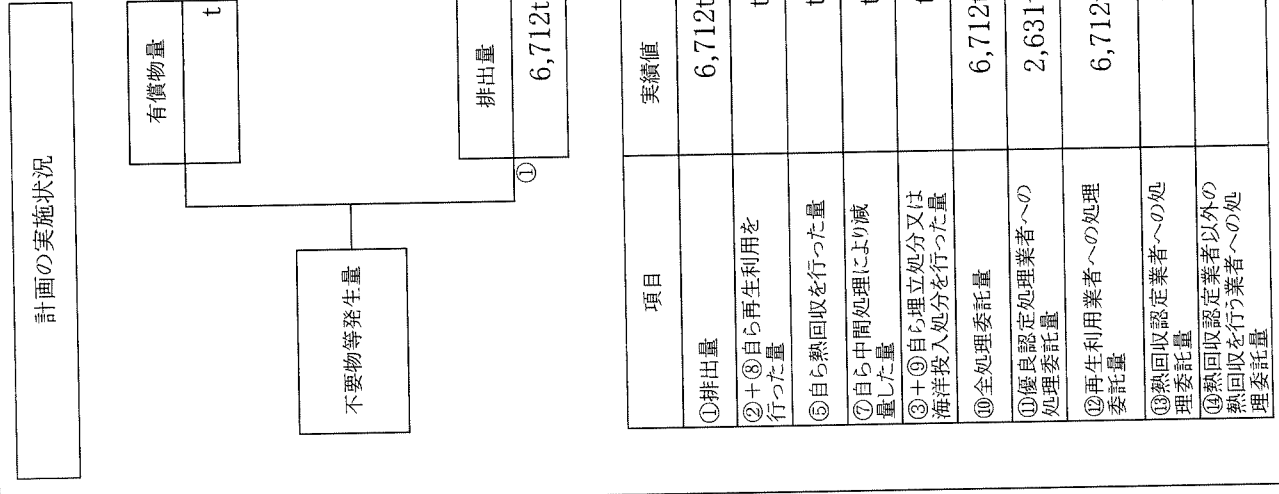 計画の実施状況
有償物量
t
不要物等発生量
排出量
①
6,712t
項目
実績値
①排出量
6,712t
②+⑧自ら再生利用を
行った量
t
⑤自ら熱回収を行った量
t
⑦自ら中間処理により減
量した量
t
③+⑨自ら埋立処分又は
海洋投入処分を行った量
t
⑩全処理委託量
6,712t
⑪優良認定処理業者への
処理委託量
2,631t
⑫再生利用業者への処理
委託量
6,712t
⑬熱回収認定業者への処
理委託量
⑭熱回収認定業者以外の
熱回収を行う業者への処
理委託量